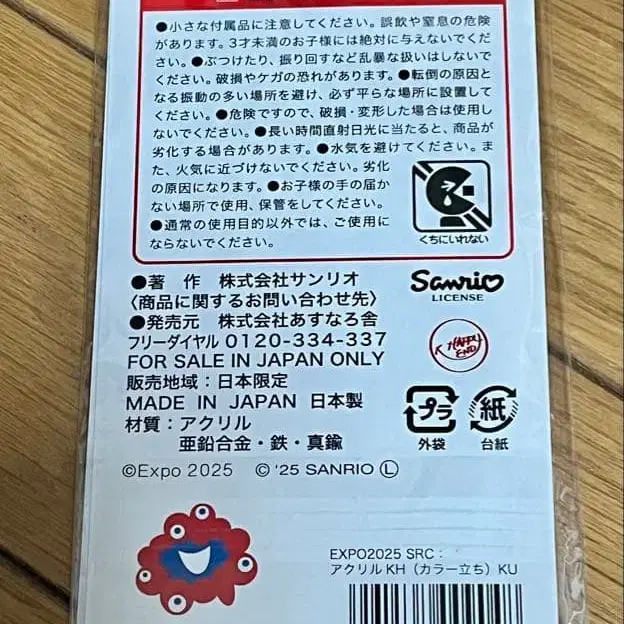 ●小さな付属品に注意してください。誤飲や窒息の危険
があります。3才未満のお子様には絶対に与えないでくだ
さい。●ぶつけたり、振り回すなど乱暴な扱いはしないで
ください。破損やケガの恐れがあります。●転倒の原因と
なる振動の多い場所を避け、必ず平らな場所に設置して
ください。●危険ですので、破損・変形した場合は使用し
ないでください。●長い時間直射日光に当たると、商品が
劣化する場合があります。●水気を避けてください。ま
た、火気に近づけないでください。劣化
の原因になります。●お子様の手の届か
ない場所で使用、保管をしてください。
●通常の使用目的以外では、ご使用に
ならないでください。
くちにいれない
●著　作　株式会社サンリオ
〈商品に関するお問い合わせ先〉
●発売元　株式会社あすなろ舎
フリーダイヤル 0120-334-337
FOR SALE IN JAPAN ONLY
販売地域：日本限定
MADE IN JAPAN 日本製
材質：アクリル
亜鉛合金・鉄・真鍮
Sanrio
LICENSE
K HAPPY
END
プラ
外袋
紙
台紙
©Expo 2025　© '25 SANRIO Ⓛ
EXPO2025 SRC：
アクリルKH（カラー立ち）KU